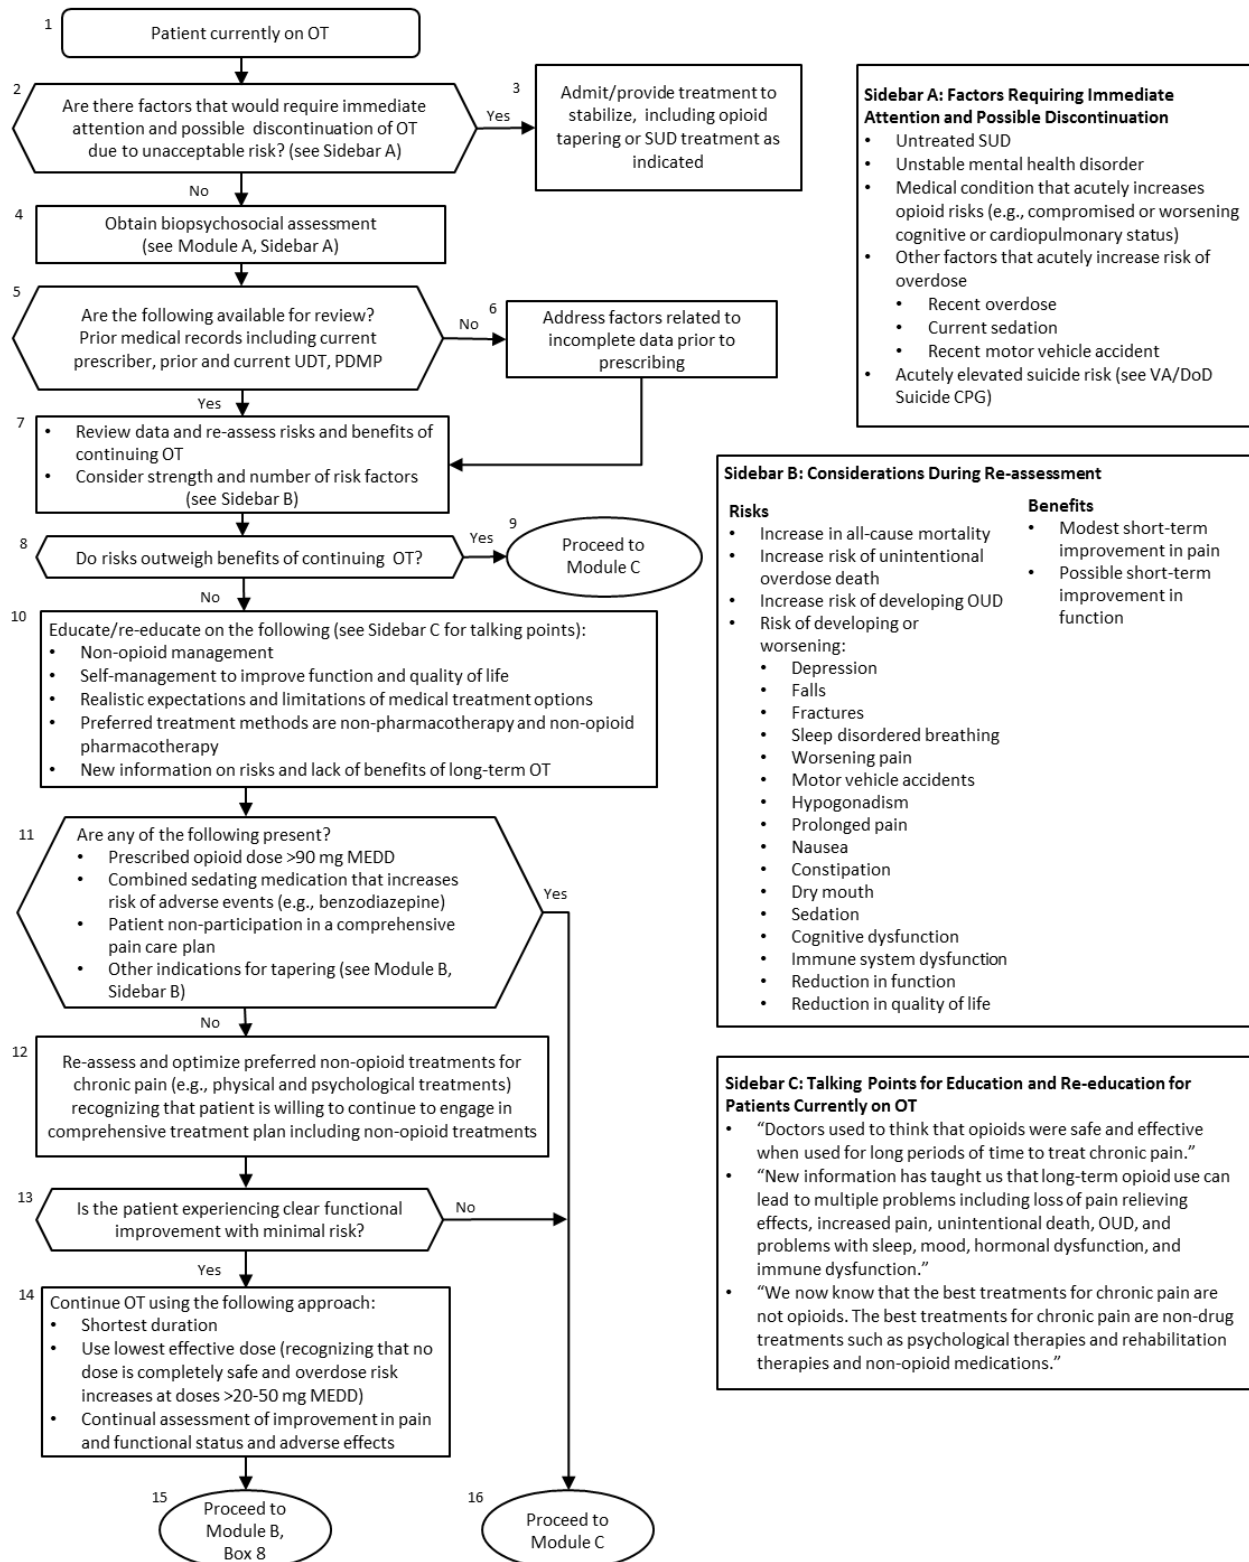 1
Patient currently on OT
2
Are there factors that would require immediate
attention and possible discontinuation of OT
due to unacceptable risk? (see Sidebar A)
Yes
3
Admit/provide treatment to
stabilize, including opioid
tapering or SUD treatment as
indicated
No
4
Obtain biopsychosocial assessment
(see Module A, Sidebar A)
5
Are the following available for review?
Prior medical records including current
prescriber, prior and current UDT, PDMP
No
6
Address factors related to
incomplete data prior to
prescribing
Yes
7
• Review data and re-assess risks and benefits of
continuing OT
• Consider strength and number of risk factors
(see Sidebar B)
8
Do risks outweigh benefits of continuing OT?
Yes
9
Proceed to
Module C
No
10
Educate/re-educate on the following (see Sidebar C for talking points):
• Non-opioid management
• Self-management to improve function and quality of life
• Realistic expectations and limitations of medical treatment options
• Preferred treatment methods are non-pharmacotherapy and non-opioid
pharmacotherapy
• New information on risks and lack of benefits of long-term OT
11
Are any of the following present?
• Prescribed opioid dose >90 mg MEDD
• Combined sedating medication that increases
risk of adverse events (e.g., benzodiazepine)
• Patient non-participation in a comprehensive
pain care plan
• Other indications for tapering (see Module B,
Sidebar B)
Yes
No
12
Re-assess and optimize preferred non-opioid treatments for
chronic pain (e.g., physical and psychological treatments)
recognizing that patient is willing to continue to engage in
comprehensive treatment plan including non-opioid treatments
13
Is the patient experiencing clear functional
improvement with minimal risk?
No
Yes
14
Continue OT using the following approach:
• Shortest duration
• Use lowest effective dose (recognizing that no
dose is completely safe and overdose risk
increases at doses >20-50 mg MEDD)
• Continual assessment of improvement in pain
and functional status and adverse effects
15
Proceed to
Module B,
Box 8
16
Proceed to
Module C
Sidebar A: Factors Requiring Immediate
Attention and Possible Discontinuation
• Untreated SUD
• Unstable mental health disorder
• Medical condition that acutely increases
opioid risks (e.g., compromised or worsening
cognitive or cardiopulmonary status)
• Other factors that acutely increase risk of
overdose
• Recent overdose
• Current sedation
• Recent motor vehicle accident
• Acutely elevated suicide risk (see VA/DoD
Suicide CPG)
Sidebar B: Considerations During Re-assessment
Risks
• Increase in all-cause mortality
• Increase risk of unintentional
overdose death
• Increase risk of developing OUD
• Risk of developing or
worsening:
• Depression
• Falls
• Fractures
• Sleep disordered breathing
• Worsening pain
• Motor vehicle accidents
• Hypogonadism
• Prolonged pain
• Nausea
• Constipation
• Dry mouth
• Sedation
• Cognitive dysfunction
• Immune system dysfunction
• Reduction in function
• Reduction in quality of life
Benefits
• Modest short-term
improvement in pain
• Possible short-term
improvement in
function
Sidebar C: Talking Points for Education and Re-education for
Patients Currently on OT
• “Doctors used to think that opioids were safe and effective
when used for long periods of time to treat chronic pain.”
• “New information has taught us that long-term opioid use can
lead to multiple problems including loss of pain relieving
effects, increased pain, unintentional death, OUD, and
problems with sleep, mood, hormonal dysfunction, and
immune dysfunction.”
• “We now know that the best treatments for chronic pain are
not opioids. The best treatments for chronic pain are non-drug
treatments such as psychological therapies and rehabilitation
therapies and non-opioid medications.”